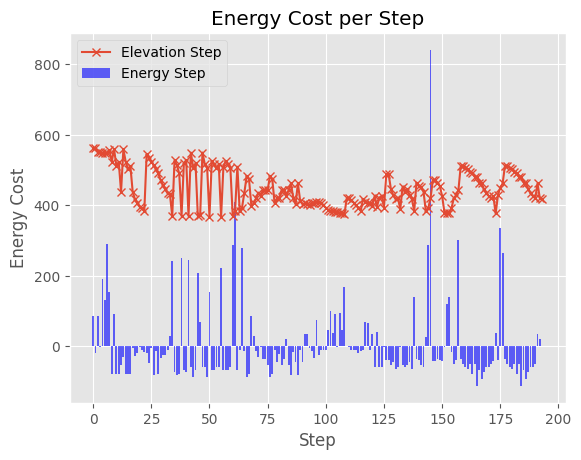 Energy Cost per Step
Elevation Step
Energy Step
Energy Cost
800
600
400
200
0
0
25
50
75
100
125
150
175
200
Step